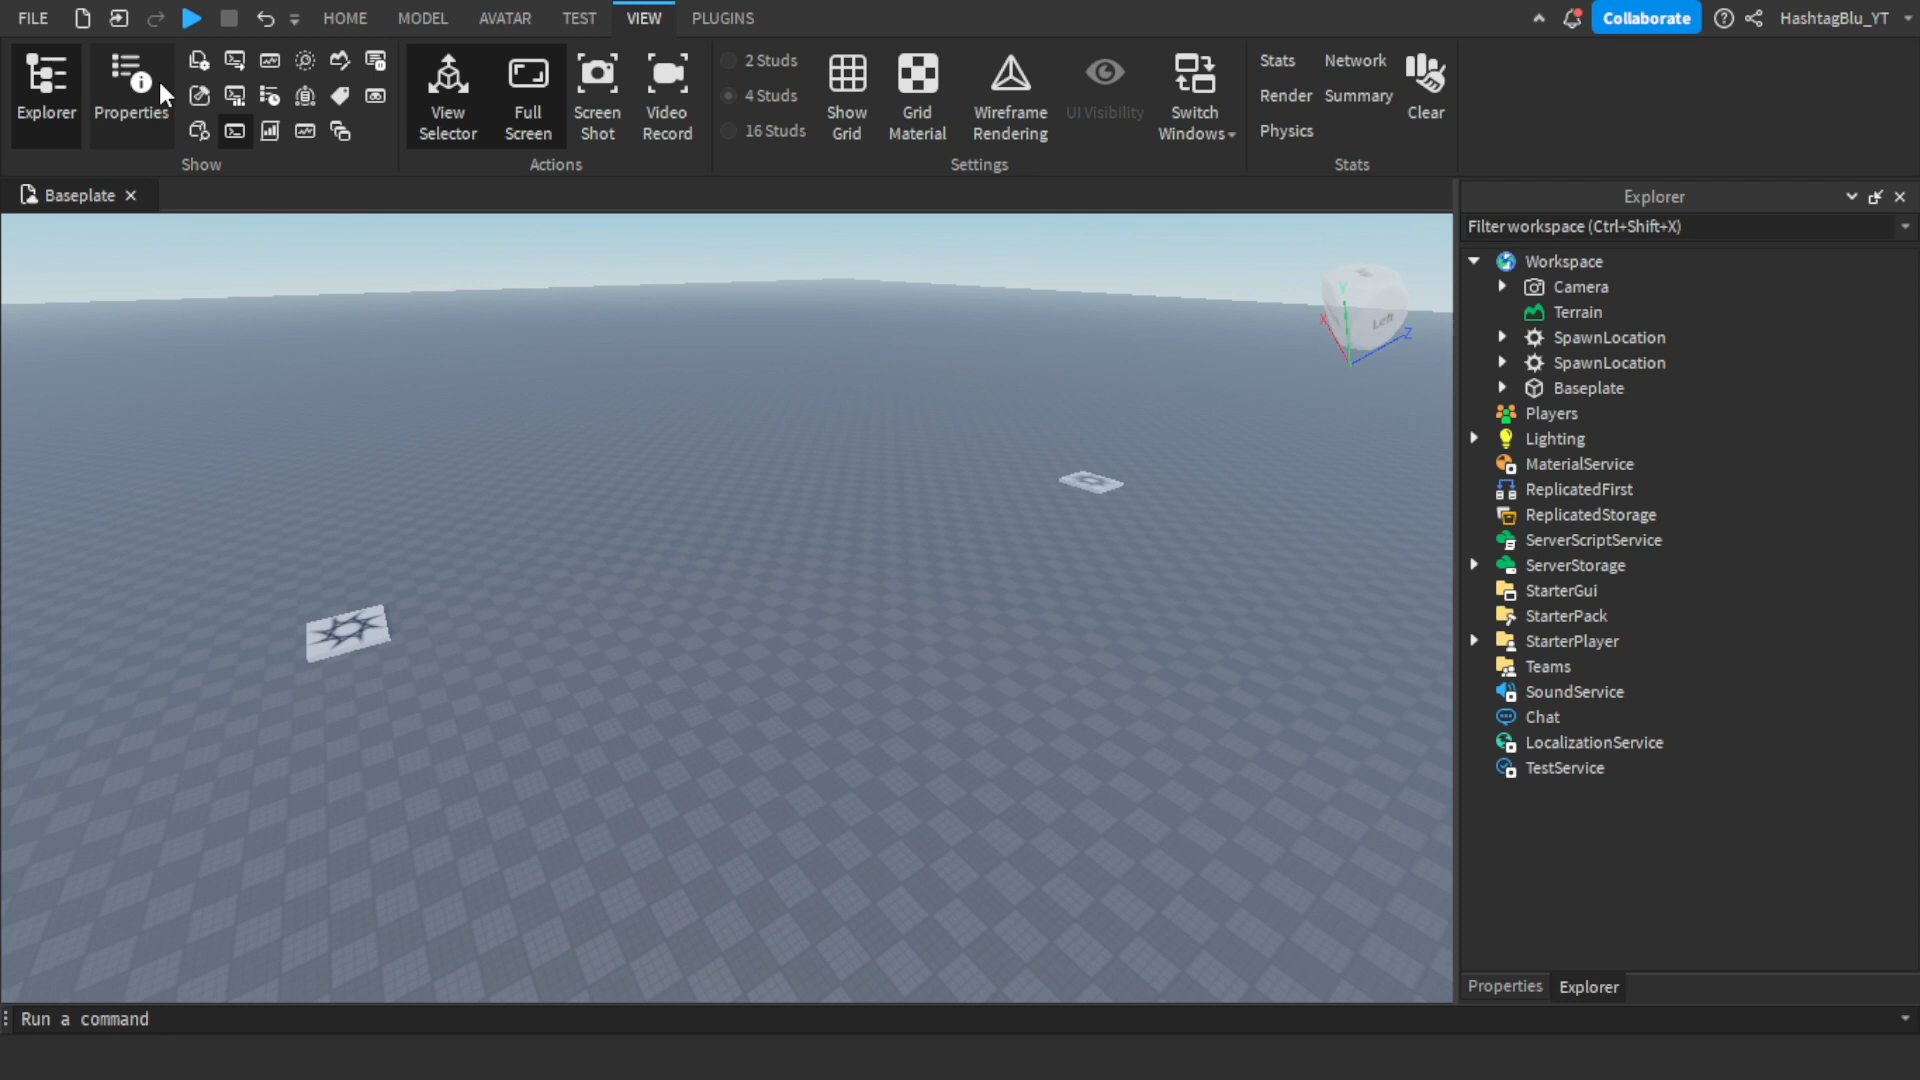 FILE HOME MODEL AVATAR TEST VIEW PLUGINS Collaborate HashtagBlu_YT
Explorer
Properties
Show
View
Selector
Full
Screen
Screen
Shot
Video
Record
Actions
2 Studs
4 Studs
16 Studs
Show
Grid
Grid
Material
Wireframe
Rendering
UI Visibility
Switch
Windows
Settings
Stats Network
Render Summary
Physics
Clear
Stats
Baseplate
Explorer
Filter workspace (Ctrl+Shift+X)
Workspace
Camera
Terrain
SpawnLocation
SpawnLocation
Baseplate
Players
Lighting
MaterialService
ReplicatedFirst
ReplicatedStorage
ServerScriptService
ServerStorage
StarterGui
StarterPack
StarterPlayer
Teams
SoundService
Chat
LocalizationService
TestService
Y
X
Left
Z
Properties Explorer
Run a command